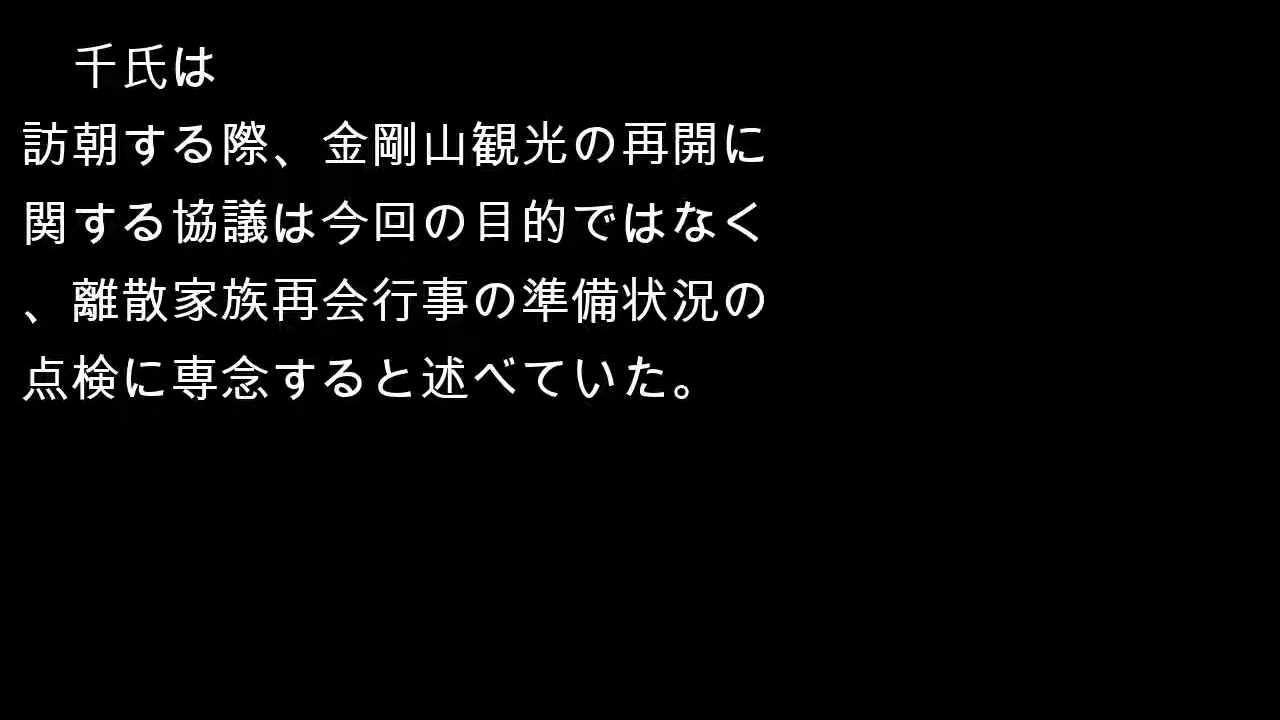 千氏は
訪朝する際、金剛山観光の再開に
関する協議は今回の目的ではなく
、離散家族再会行事の準備状況の
点検に専念すると述べていた。